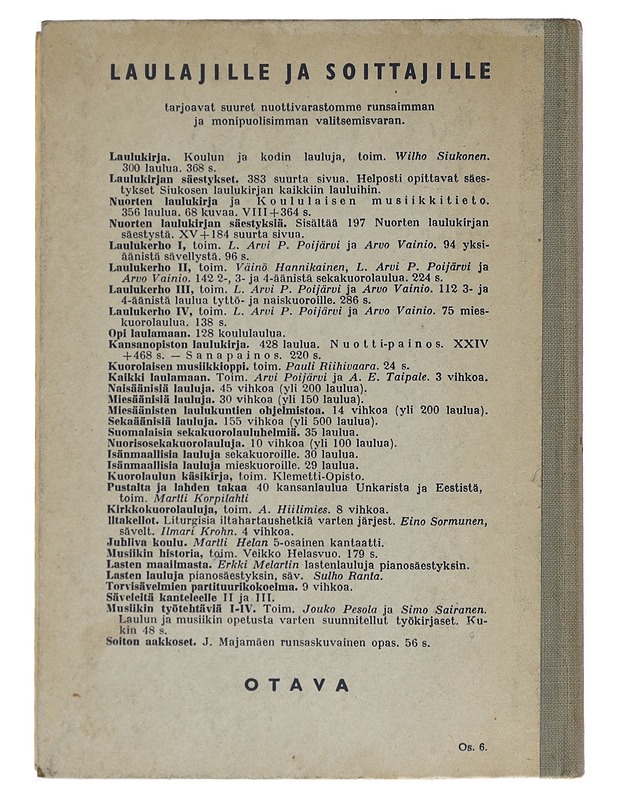 LAULAJILLE JA SOITTAJILLE
tarjoavat suuret nuottivarastomme runsaimman
ja monipuolisimman valitsemisvaran.
Laulukirja. Koulun ja kodin lauluja, toim. Wilho Siukonen.
300 laulua. 368 s.
Laulukirjan säestykset. 383 suurta sivua. Helposti opittavat säes-
tykset Siukosen laulukirjan kaikkiin lauluihin.
Nuorten laulukirja ja Koululaisen musiikkitieto.
356 laulua. 68 kuvaa. VIII+364 s.
Nuorten laulukirjan säestyksiä. Sisältää 197 Nuorten laulukirjan
säestystä. XV+184 suurta sivua.
Laulukerho I, toim. L. Arvi P. Poijärvi ja Arvo Vainio. 94 yksi-
äänistä sävellystä. 96 s.
Laulukerho II, toim. Väinö Hannikainen, L. Arvi P. Poijärvi ja
Arvo Vainio. 142 2-, 3- ja 4-äänistä sekakuorolaulua. 224 s.
Laulukerho III, toim. L. Arvi P. Poijärvi ja Arvo Vainio. 112 3- ja
4-äänistä laulua tyttö- ja naiskuoroille. 286 s.
Laulukerho IV, toim. L. Arvi P. Poijärvi ja Arvo Vainio. 75 mies-
kuorolaulua. 138 s.
Opi laulamaan. 128 koululaulua.
Kansanopiston laulukirja. 428 laulua. Nuotti-painos. XXIV
+468 s. — Sanapainos. 220 s.
Kuorolaisen musiikkioppi. toim. Pauli Riihivaara. 24 s.
Kaikki laulamaan. Toim. Arvi Poijärvi ja A. E. Taipale. 3 vihkoa.
Naisäänisiä lauluja. 45 vihkoa (yli 200 laulua).
Miesäänisiä lauluja. 30 vihkoa (yli 150 laulua).
Miesäänisten laulukuntien ohjelmistoa. 14 vihkoa (yli 200 laulua).
Sekaäänisiä lauluja. 155 vihkoa (yli 500 laulua).
Suomalaisia sekakuorolauluhelmiä. 35 laulua.
Nuorisosekakuorolauluja. 10 vihkoa (yli 100 laulua).
Isänmaallisia lauluja sekakuoroille. 30 laulua.
Isänmaallisia lauluja mieskuoroille. 29 laulua.
Kuorolaulun käsikirja, toim. Klemetti-Opisto.
Pustalta ja lahden takaa 40 kansanlaulua Unkarista ja Eestistä,
toim. Martti Korpilahti
Kirkkokuorolauluja, toim. A. Hiilimies. 8 vihkoa.
Iltakellot. Liturgisia iltahartaushetkiä varten järjest. Eino Sormunen,
sävelt. Ilmari Krohn. 4 vihkoa.
Juhliva koulu. Martti Helan 5-osainen kantaatti.
Musiikin historia, toim. Veikko Helasvuo. 179 s.
Lasten maailmasta. Erkki Melartin lastenlauluja pianosäestyksin.
Lasten lauluja pianosäestyksin, säv. Sulho Ranta.
Torvisävelmien partituurikokoelma. 9 vihkoa.
Säveleitä kanteleelle II ja III.
Musiikin työtehtäviä I-IV. Toim. Jouko Pesola ja Simo Sairanen.
Laulun ja musiikin opetusta varten suunnitellut työkirjaset. Ku-
kin 48 s.
Soiton aakkoset. J. Majamäen runsaskuvainen opas. 56 s.
OTAVA
Os. 6.